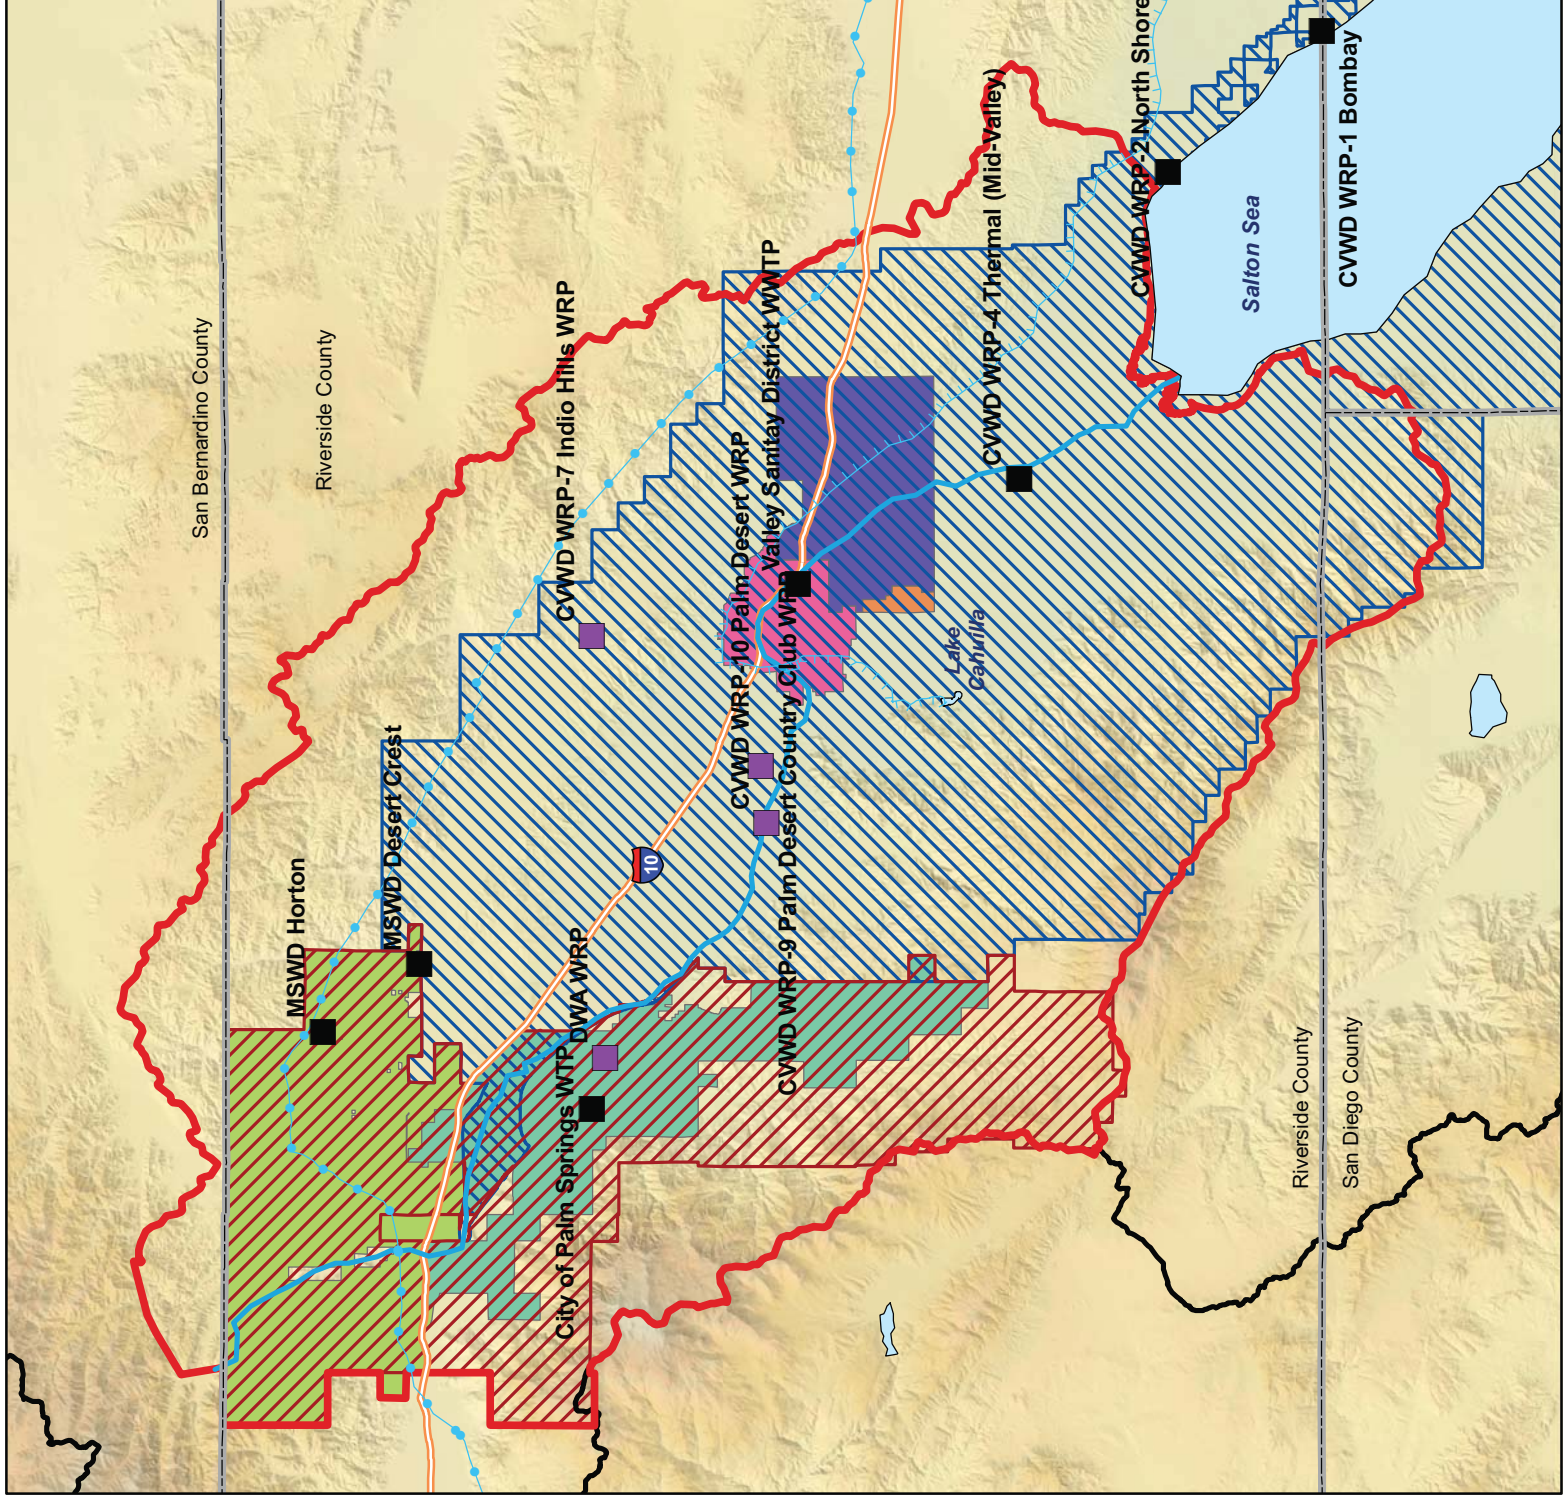 San Bernardino County
Riverside County
MSWD Horton
MSWD Desert Crest
CVWD WRP-7 Indio Hills WRP
DWA WRP
City of Palm Springs WTP
10
CVWD WRP-10 Palm Desert WRP
Valley Sanitay District WWTP
CVWD WRP-9 Palm Desert Country Club WRP
Lake
Cahuilla
CVWD WRP-4 Thermal (Mid-Valley)
CVWD WRP-2 North Shore
Salton Sea
CVWD WRP-1 Bombay
Riverside County
San Diego County